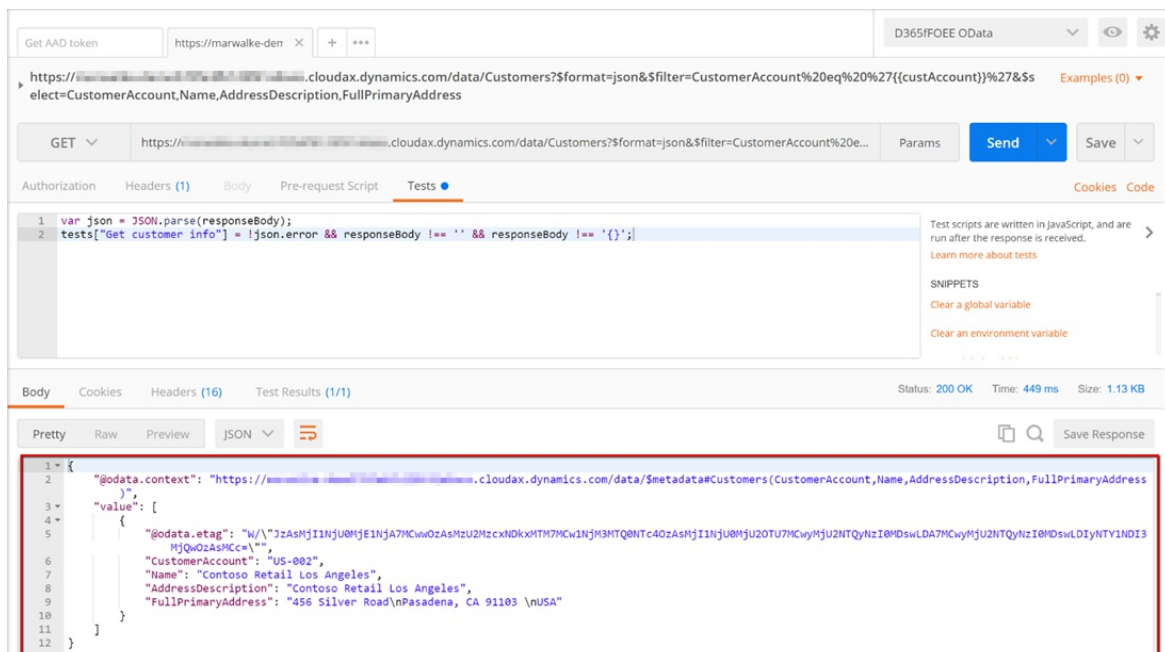 Get AAD token
https://marwalke-den
D365fFOEE OData
https:// .cloudax.dynamics.com/data/Customers?$format=json&$filter=CustomerAccount%20eq%20%27{{custAccount}}%27&$s
elect=CustomerAccount,Name,AddressDescription,FullPrimaryAddress
Examples (0)
GET
https:// .cloudax.dynamics.com/data/Customers?$format=json&$filter=CustomerAccount%20e...
Params
Send
Save
Authorization
Headers (1)
Body
Pre-request Script
Tests
Cookies Code
1 var json = JSON.parse(responseBody);
2 tests["Get customer info"] = !json.error && responseBody !== '' && responseBody !== '{}';
Test scripts are written in JavaScript, and are
run after the response is received.
Learn more about tests
SNIPPETS
Clear a global variable
Clear an environment variable
Body
Cookies
Headers (16)
Test Results (1/1)
Status: 200 OK
Time: 449 ms
Size: 1.13 KB
Pretty
Raw
Preview
JSON
Save Response
1 {
2 "@odata.context": "https:// .cloudax.dynamics.com/data/$metadata#Customers(CustomerAccount,Name,AddressDescription,FullPrimaryAddress
)",
3 "value": [
4 {
5 "@odata.etag": "W/\"JzAsMjI1NjU0MjE1NjA7MCwwOzAsMzU2MzcxNDkxMTM7MCw1NjM3MTQ0NTc4OzAsMjI1NjU0MjU2OTU7MCwyMjU2NTQyNzI0MDswLDA7MCwyMjU2NTQyNzI0MDswLDIyNTY1NDI3
MjQwOzAsMCc=\"",
6 "CustomerAccount": "US-002",
7 "Name": "Contoso Retail Los Angeles",
8 "AddressDescription": "Contoso Retail Los Angeles",
9 "FullPrimaryAddress": "456 Silver Road\nPasadena, CA 91103 \nUSA"
10 }
11 ]
12 }